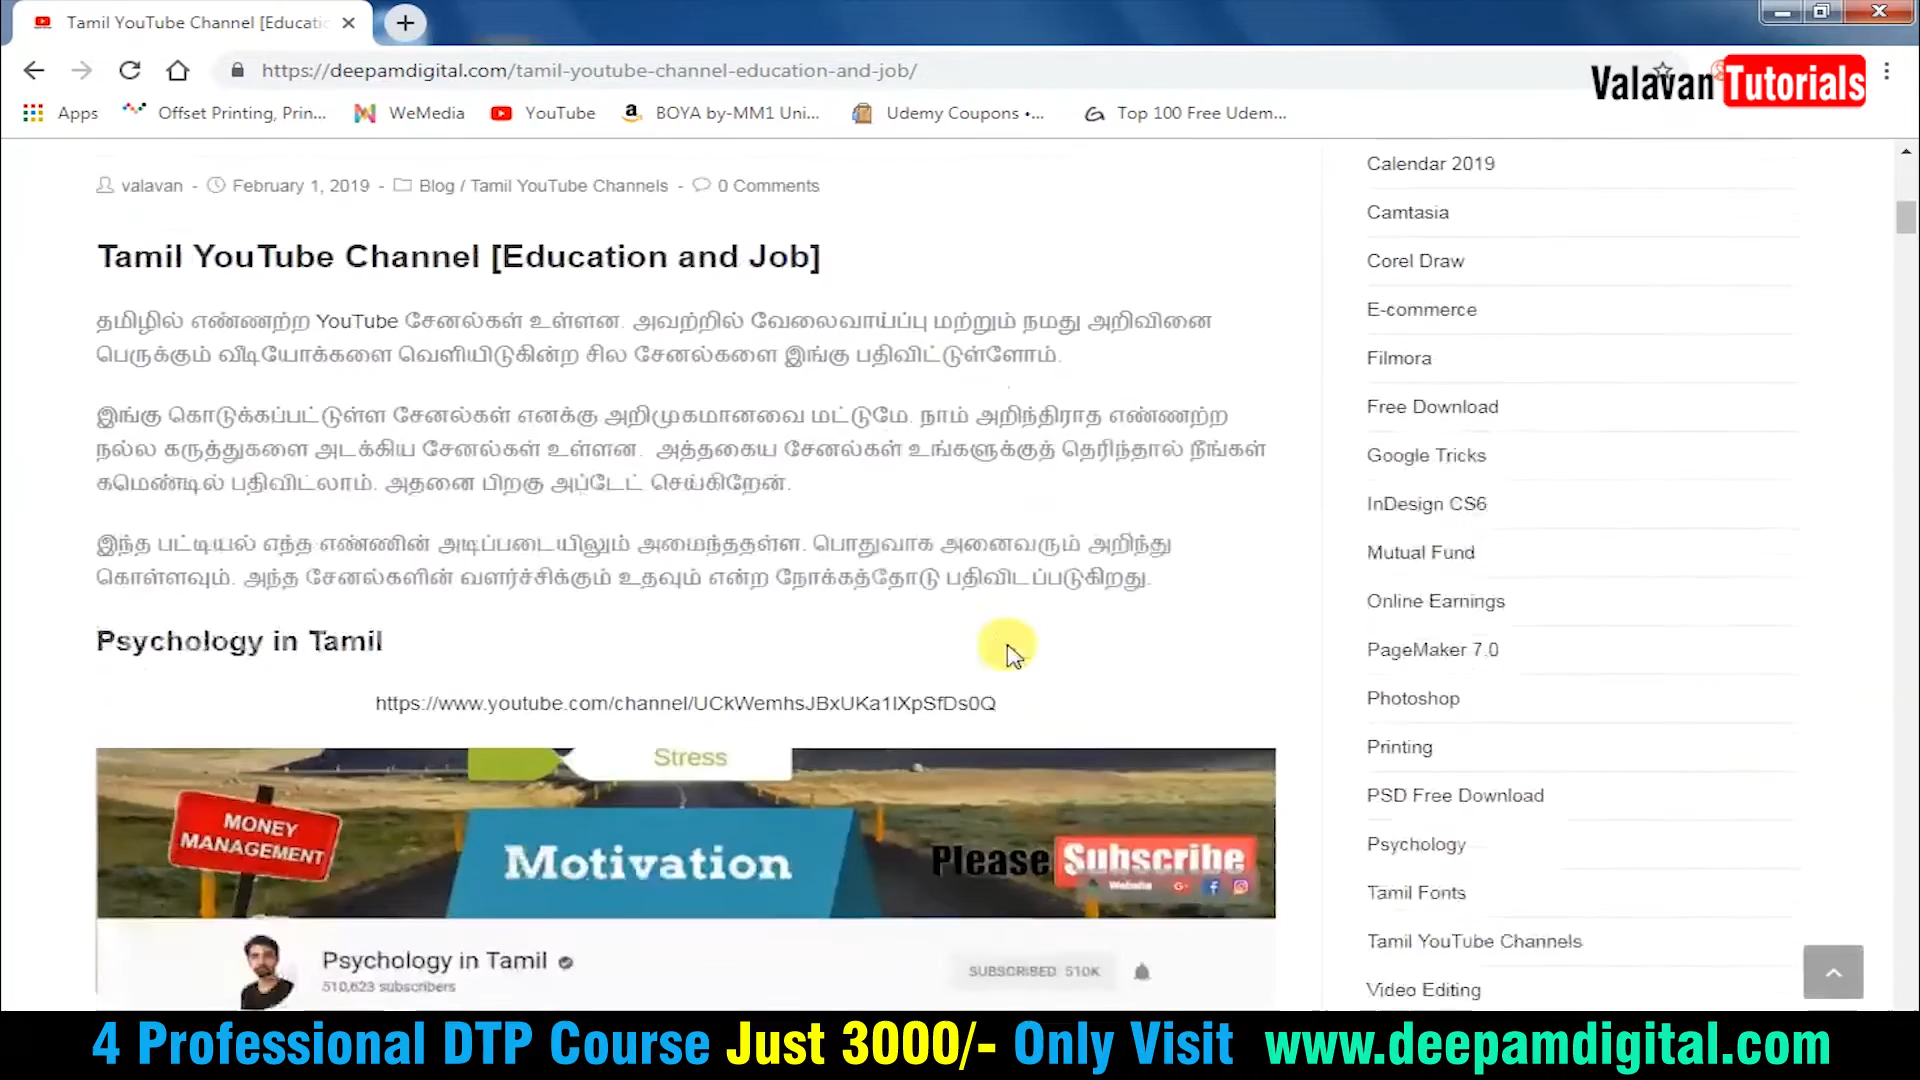 Tamil YouTube Channel [Educatio
https://deepamdigital.com/tamil-youtube-channel-education-and-job/
Valavan Tutorials
Apps Offset Printing, Prin... WeMedia YouTube BOYA by-MM1 Uni... Udemy Coupons •... Top 100 Free Udem...
valavan - February 1, 2019 - Blog / Tamil YouTube Channels - 0 Comments
Tamil YouTube Channel [Education and Job]
தமிழில் எண்ணற்ற YouTube சேனல்கள் உள்ளன. அவற்றில் வேலைவாய்ப்பு மற்றும் நமது அறிவினை
பெருக்கும் வீடியோக்களை வெளியிடுகின்ற சில சேனல்களை இங்கு பதிவிட்டுள்ளோம்.
இங்கு கொடுக்கப்பட்டுள்ள சேனல்கள் எனக்கு அறிமுகமானவை மட்டுமே. நாம் அறிந்திராத எண்ணற்ற
நல்ல கருத்துகளை அடக்கிய சேனல்கள் உள்ளன. அத்தகைய சேனல்கள் உங்களுக்குத் தெரிந்தால் நீங்கள்
கமெண்டில் பதிவிட்லாம். அதனை பிறகு அப்டேட் செய்கிறேன்.
இந்த பட்டியல் எந்த எண்ணின் அடிப்படையிலும் அமைந்ததள்ள. பொதுவாக அனைவரும் அறிந்து
கொள்ளவும். அந்த சேனல்களின் வளர்ச்சிக்கும் உதவும் என்ற நோக்கத்தோடு பதிவிடப்படுகிறது.
Psychology in Tamil
https://www.youtube.com/channel/UCkWemhsJBxUKa1IXpSfDs0Q
Stress
MONEY
MANAGEMENT
Motivation
Please Subscribe
Website
Psychology in Tamil
510,623 subscribers
SUBSCRIBED 510K
Calendar 2019
Camtasia
Corel Draw
E-commerce
Filmora
Free Download
Google Tricks
InDesign CS6
Mutual Fund
Online Earnings
PageMaker 7.0
Photoshop
Printing
PSD Free Download
Psychology
Tamil Fonts
Tamil YouTube Channels
Video Editing
4 Professional DTP Course Just 3000/- Only Visit www.deepamdigital.com